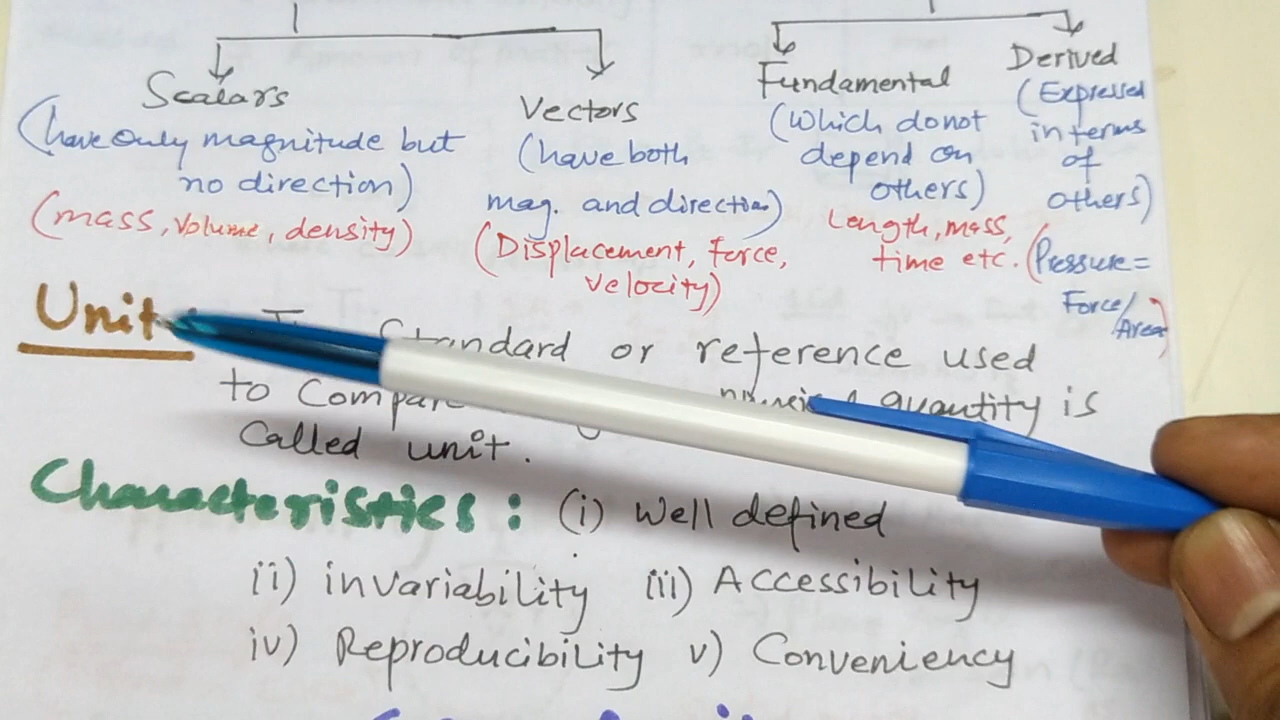 Scalars
(have only magnitude but
no direction)
(mass, volume, density)
Vectors
(have both
mag. and direction)
(Displacement, force,
velocity)
Fundamental
(Which donot
depend on
others)
Length, mass,
time etc.
Derived
(Expressed
in terms
of
others)
(Pressure =
Force/
Area)
Unit
Standard or reference used
to quantity is
Called unit.
Characteristics : (i) Well defined
ii) invariability iii) Accessibility
iv) Reproducibility v) Conveniency